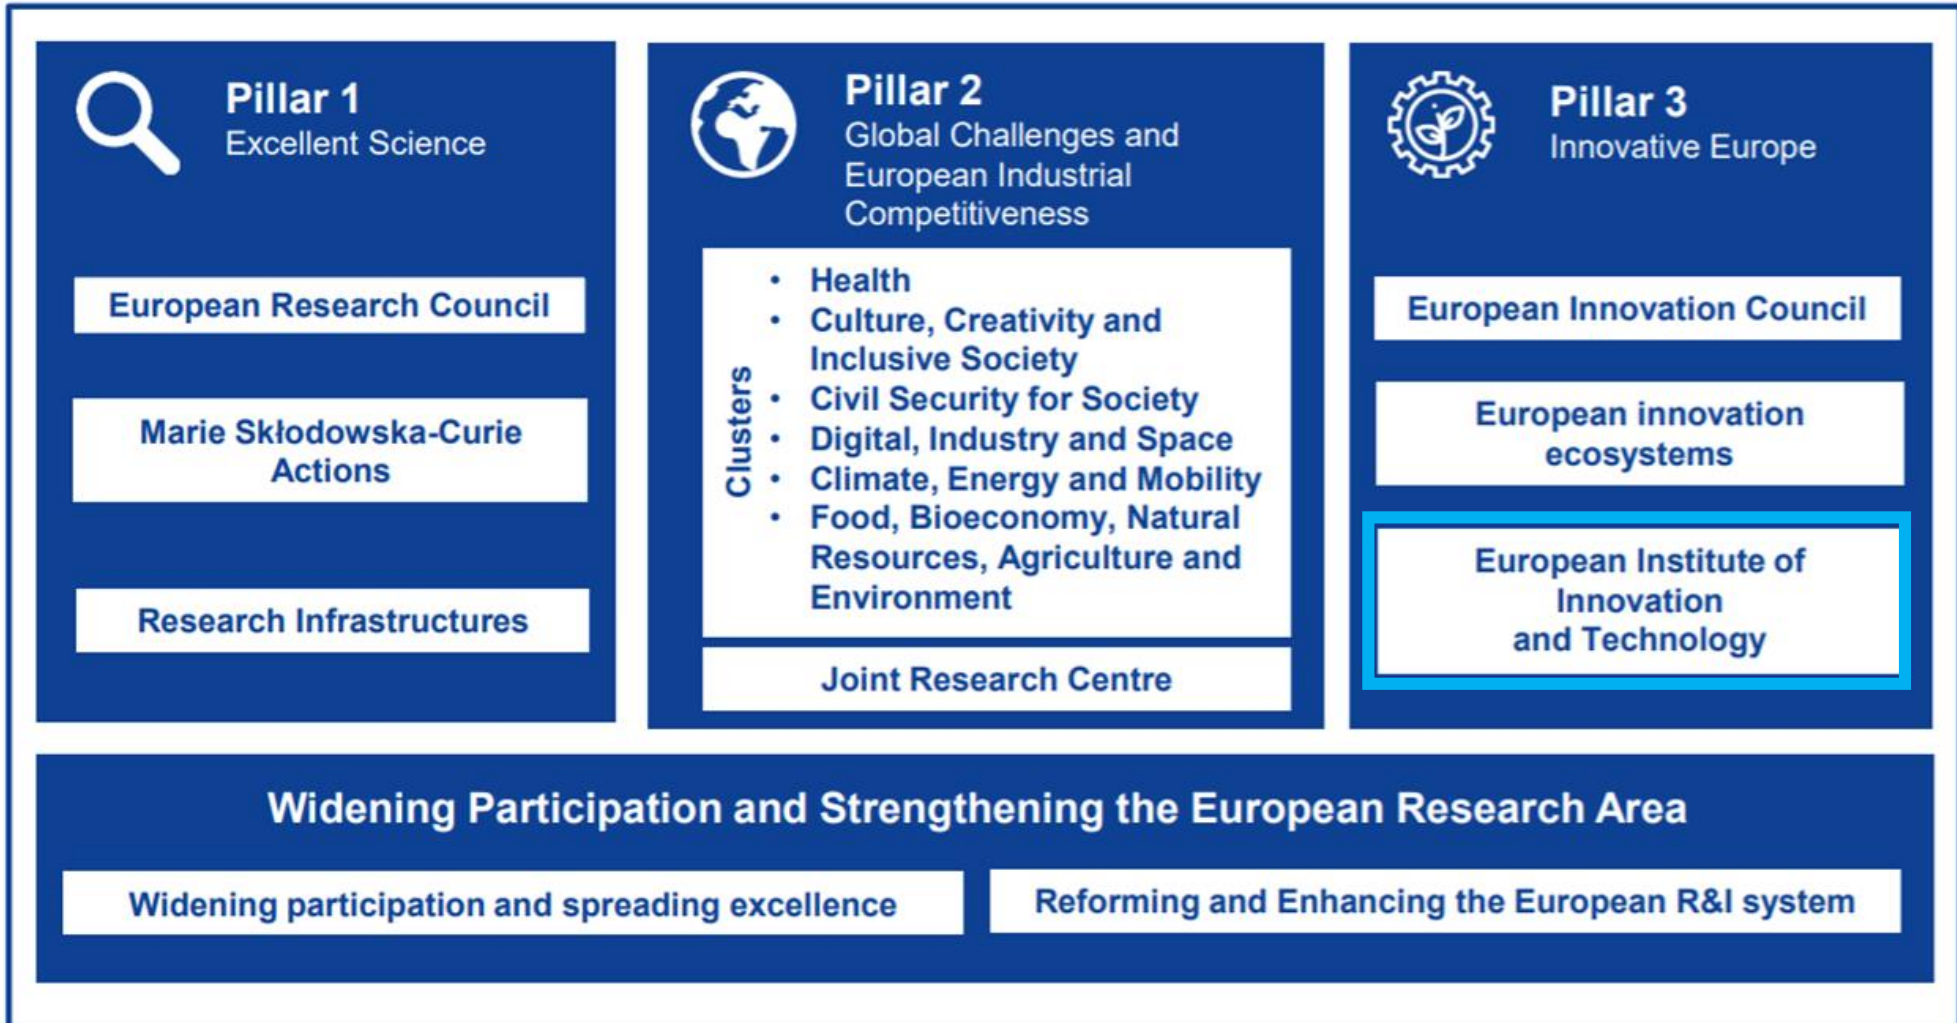 Pillar 1
Excellent Science
European Research Council
Marie Skłodowska-Curie
Actions
Research Infrastructures
Pillar 2
Global Challenges and
European Industrial
Competitiveness
Clusters
• Health
• Culture, Creativity and
Inclusive Society
• Civil Security for Society
• Digital, Industry and Space
• Climate, Energy and Mobility
• Food, Bioeconomy, Natural
Resources, Agriculture and
Environment
Joint Research Centre
Pillar 3
Innovative Europe
European Innovation Council
European innovation
ecosystems
European Institute of
Innovation
and Technology
Widening Participation and Strengthening the European Research Area
Widening participation and spreading excellence
Reforming and Enhancing the European R&I system